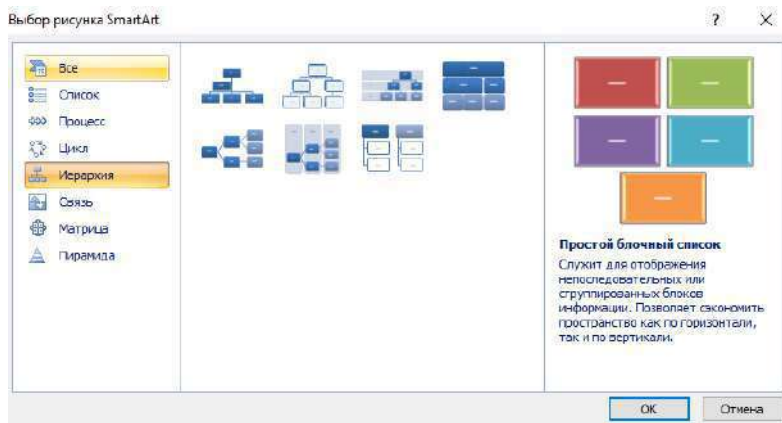 Выбор рисунка SmartArt
?
Все
Список
Процесс
Цикл
Иерархия
Связь
Матрица
Пирамида
Простой блочный список
Служит для отображения
непоследовательных или
сгруппированных блоков
информации. Позволяет сэкономить
пространство как по горизонтали,
так и по вертикали.
ОК
Отмена